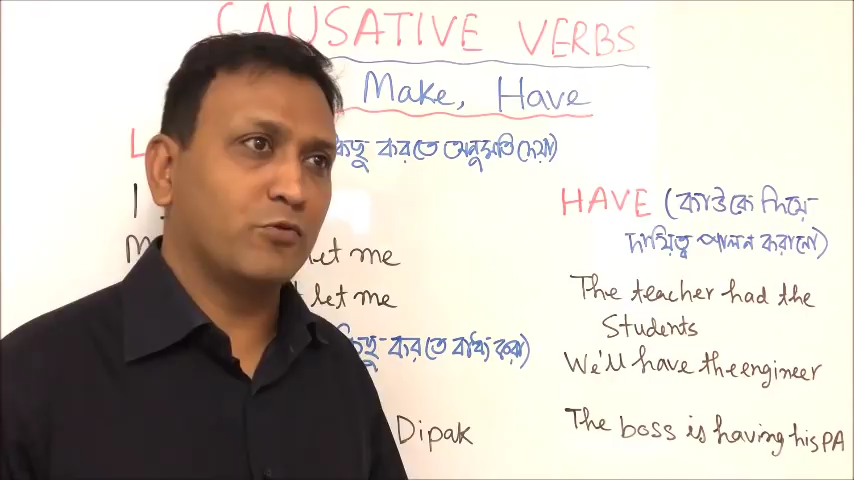 CAUSATIVE VERBS
Make, Have
L
কিছু করতে অনুমতি দেয়া)
I
M
let me
let me
কিছু করতে বাধ্য করা)
Dipak
HAVE (কাউকে দিয়ে
দায়িত্ব পালন করানো)
The teacher had the
Students
We'll have the engineer
The boss is having his PA